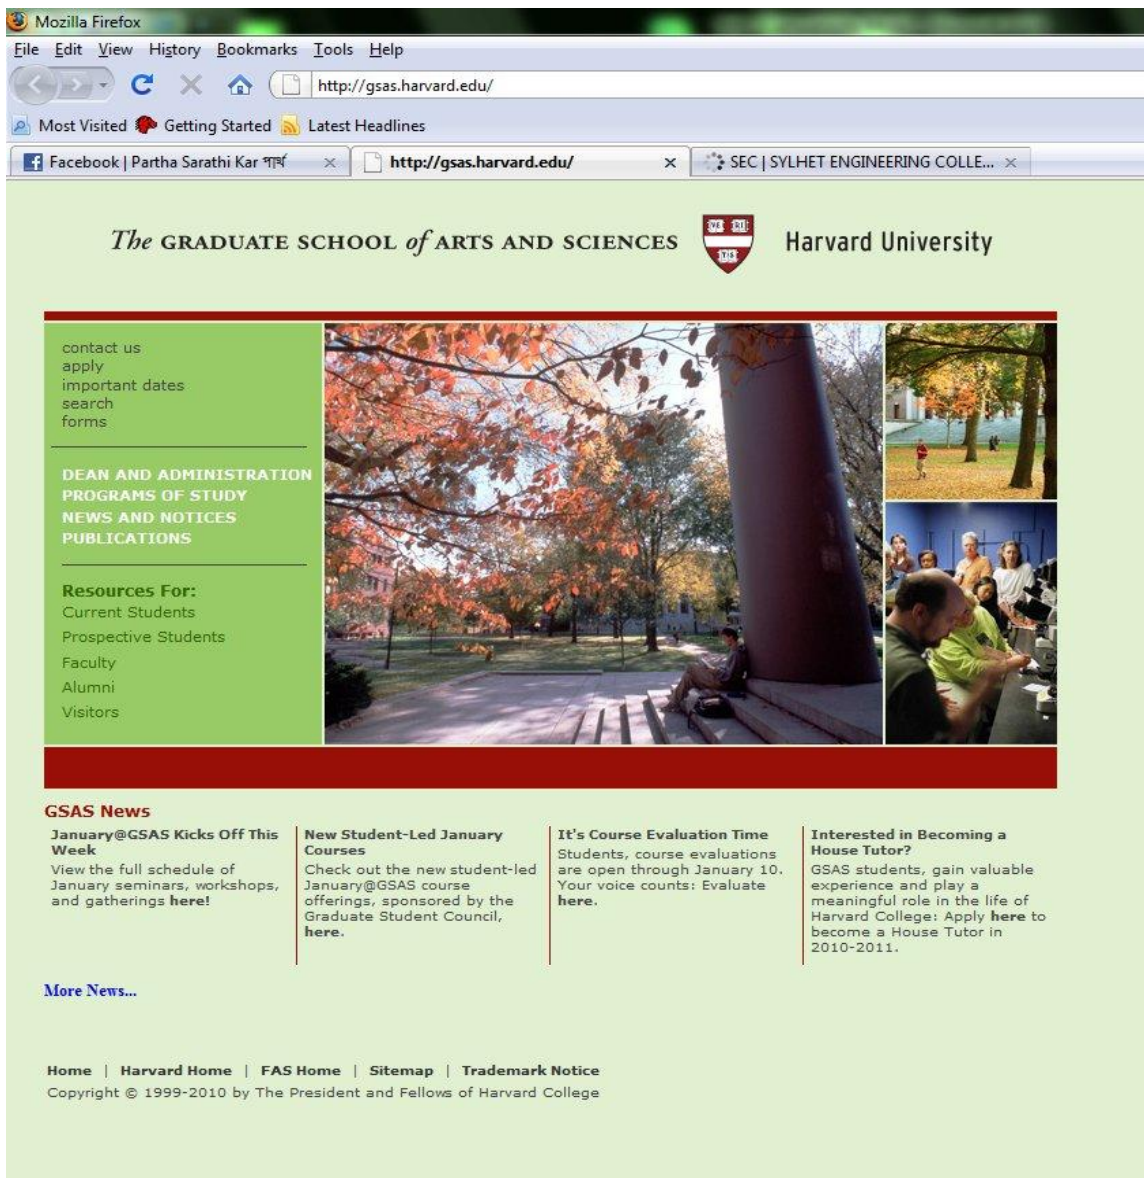 Mozilla Firefox
File Edit View History Bookmarks Tools Help
http://gsas.harvard.edu/
Most Visited Getting Started Latest Headlines
Facebook | Partha Sarathi Kar পার্থ
http://gsas.harvard.edu/
SEC | SYLHET ENGINEERING COLLE...
The GRADUATE SCHOOL of ARTS AND SCIENCES
VE RI TAS
Harvard University
contact us
apply
important dates
search
forms
DEAN AND ADMINISTRATION
PROGRAMS OF STUDY
NEWS AND NOTICES
PUBLICATIONS
Resources For:
Current Students
Prospective Students
Faculty
Alumni
Visitors
GSAS News
January@GSAS Kicks Off This
Week
View the full schedule of
January seminars, workshops,
and gatherings here!
New Student-Led January
Courses
Check out the new student-led
January@GSAS course
offerings, sponsored by the
Graduate Student Council,
here.
It's Course Evaluation Time
Students, course evaluations
are open through January 10.
Your voice counts: Evaluate
here.
Interested in Becoming a
House Tutor?
GSAS students, gain valuable
experience and play a
meaningful role in the life of
Harvard College: Apply here to
become a House Tutor in
2010-2011.
More News...
Home | Harvard Home | FAS Home | Sitemap | Trademark Notice
Copyright © 1999-2010 by The President and Fellows of Harvard College